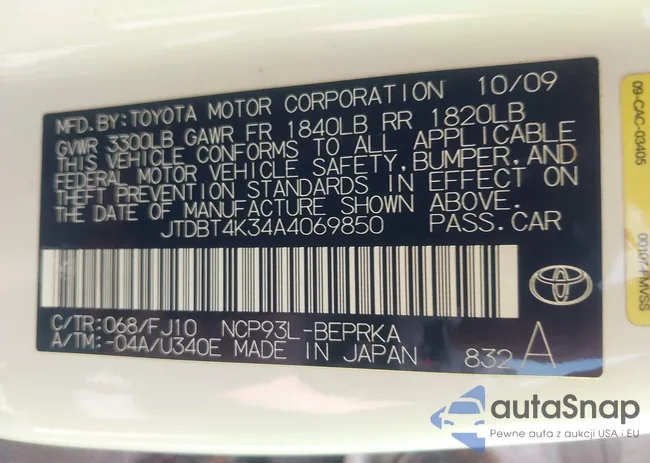 MFD. BY: TOYOTA MOTOR CORPORATION 10/09
GVWR 3300LB GAWR FR 1840LB RR 1820LB
THIS VEHICLE CONFORMS TO ALL APPLICABLE
FEDERAL MOTOR VEHICLE SAFETY, BUMPER, AND
THEFT PREVENTION STANDARDS IN EFFECT ON
THE DATE OF MANUFACTURE SHOWN ABOVE.
JTDBT4K34A4069850 PASS.CAR
C/TR:068/FJ10 NCP93L-BEPRKA
A/TM:-04A/U340E MADE IN JAPAN 832 A
09-CAC-03405
00107-FMVSS
autaSnap
Pewne auta z aukcji USA i EU